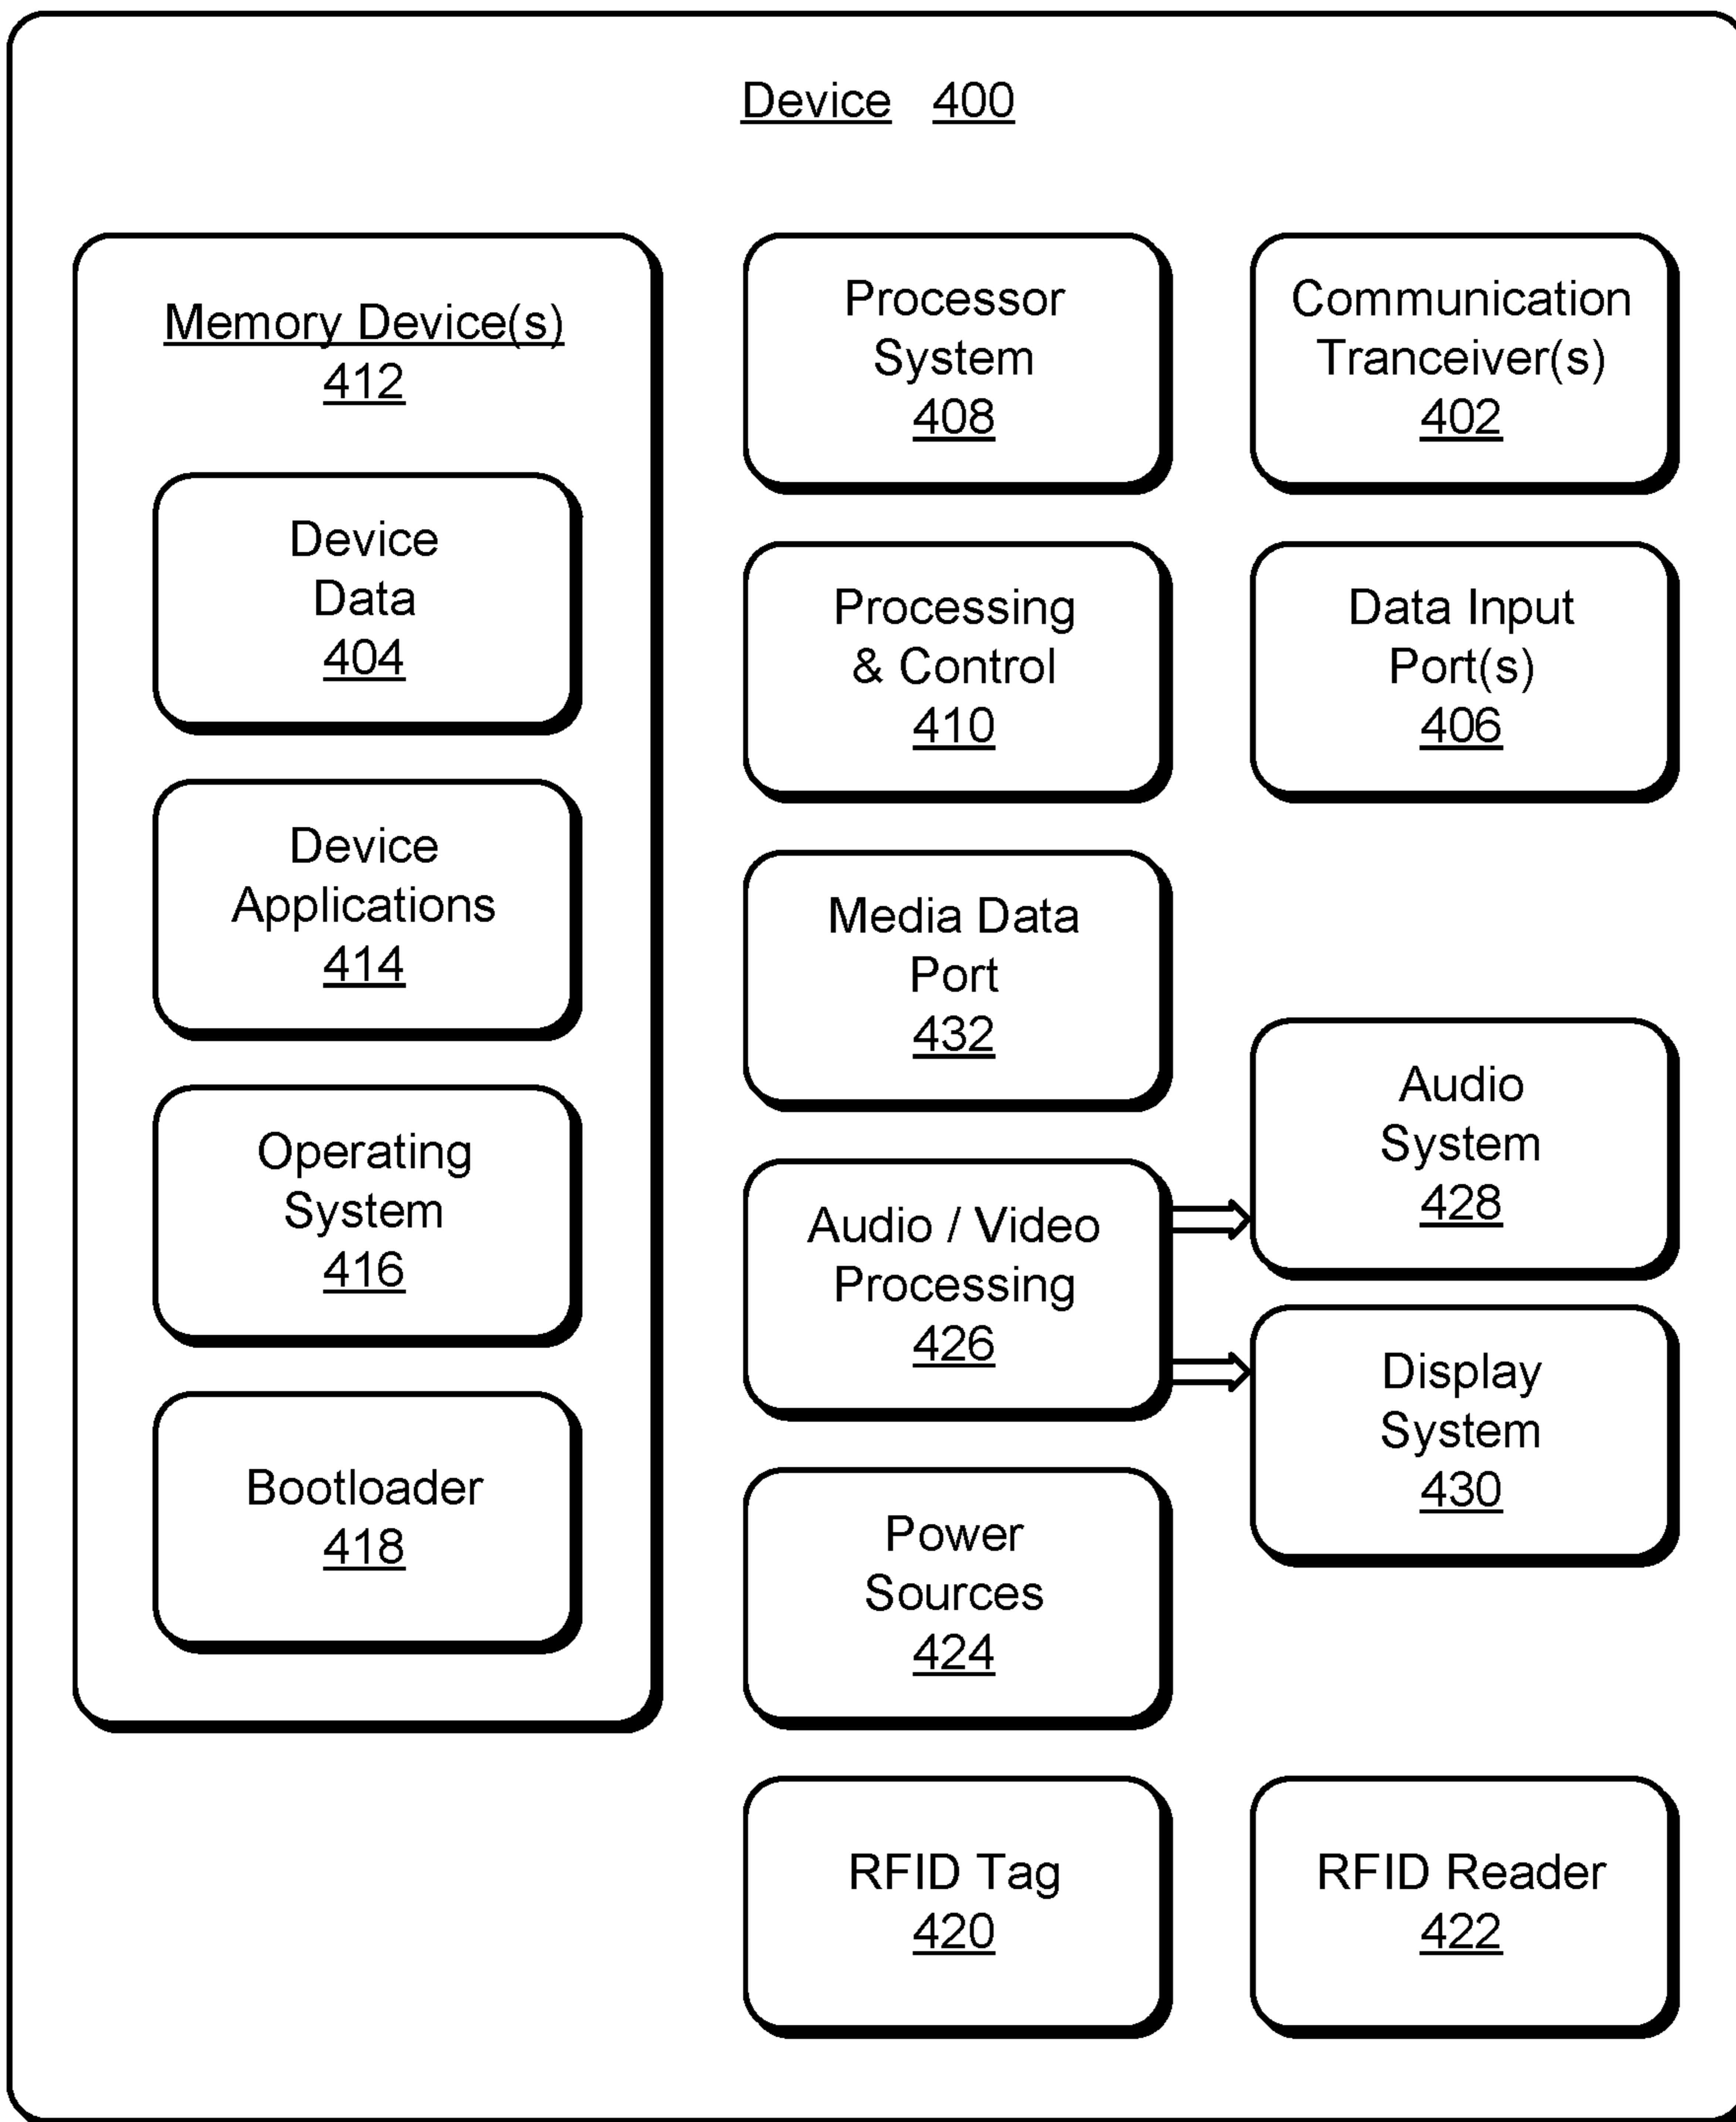 Device 400
Memory Device(s)
412
Device
Data
404
Device
Applications
414
Operating
System
416
Bootloader
418
Processor
System
408
Communication
Tranceiver(s)
402
Processing
& Control
410
Data Input
Port(s)
406
Media Data
Port
432
Audio
System
428
Audio / Video
Processing
426
Display
System
430
Power
Sources
424
RFID Tag
420
RFID Reader
422